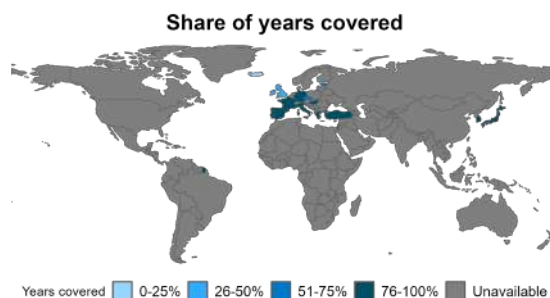 Share of years covered
Years covered 0-25% 26-50% 51-75% 76-100% Unavailable